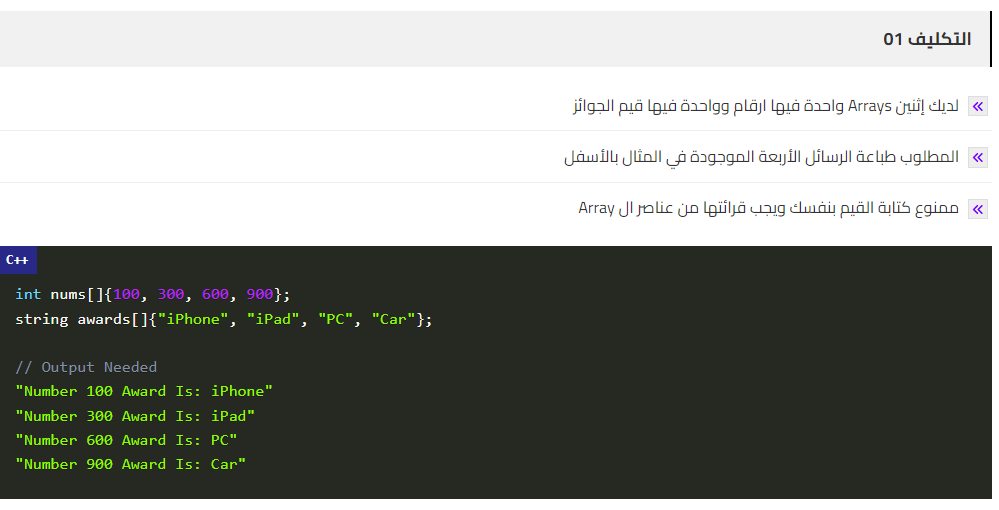 التكليف 01
لديك إثنين Arrays واحدة فيها ارقام وواحدة فيها قيم الجوائز
المطلوب طباعة الرسائل الأربعة الموجودة في المثال بالأسفل
ممنوع كتابة القيم بنفسك ويجب قرائتها من عناصر ال Array
C++
int nums[]{100, 300, 600, 900};
string awards[]{"iPhone", "iPad", "PC", "Car"};
// Output Needed
"Number 100 Award Is: iPhone"
"Number 300 Award Is: iPad"
"Number 600 Award Is: PC"
"Number 900 Award Is: Car"